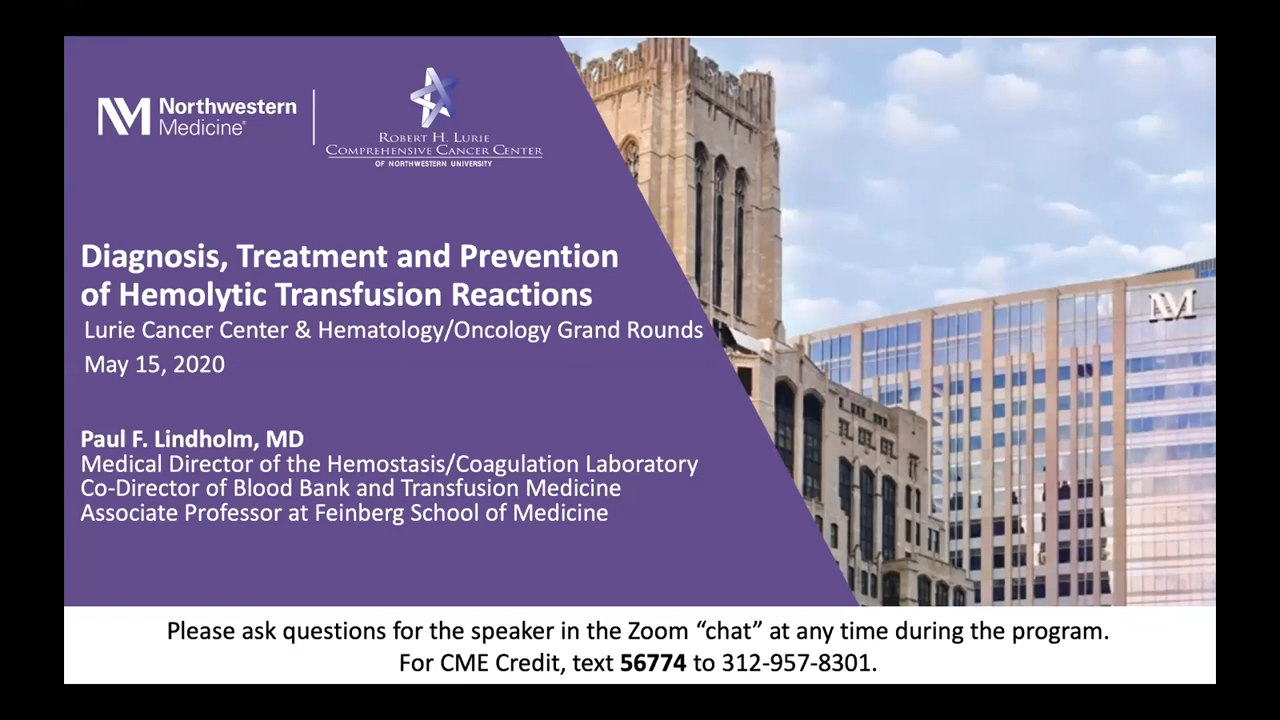 Northwestern
Medicine®
ROBERT H. LURIE
COMPREHENSIVE CANCER CENTER
OF NORTHWESTERN UNIVERSITY
Diagnosis, Treatment and Prevention
of Hemolytic Transfusion Reactions
Lurie Cancer Center & Hematology/Oncology Grand Rounds
May 15, 2020
Paul F. Lindholm, MD
Medical Director of the Hemostasis/Coagulation Laboratory
Co-Director of Blood Bank and Transfusion Medicine
Associate Professor at Feinberg School of Medicine
NM
Please ask questions for the speaker in the Zoom “chat” at any time during the program.
For CME Credit, text 56774 to 312-957-8301.